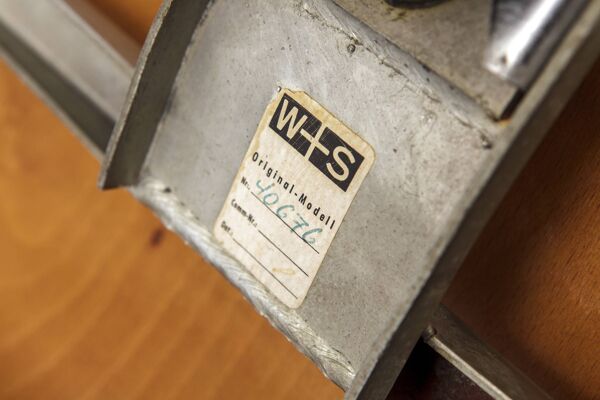 W+S
Original-Modell
Nr. 40676
Comm-Nr.
Dat.